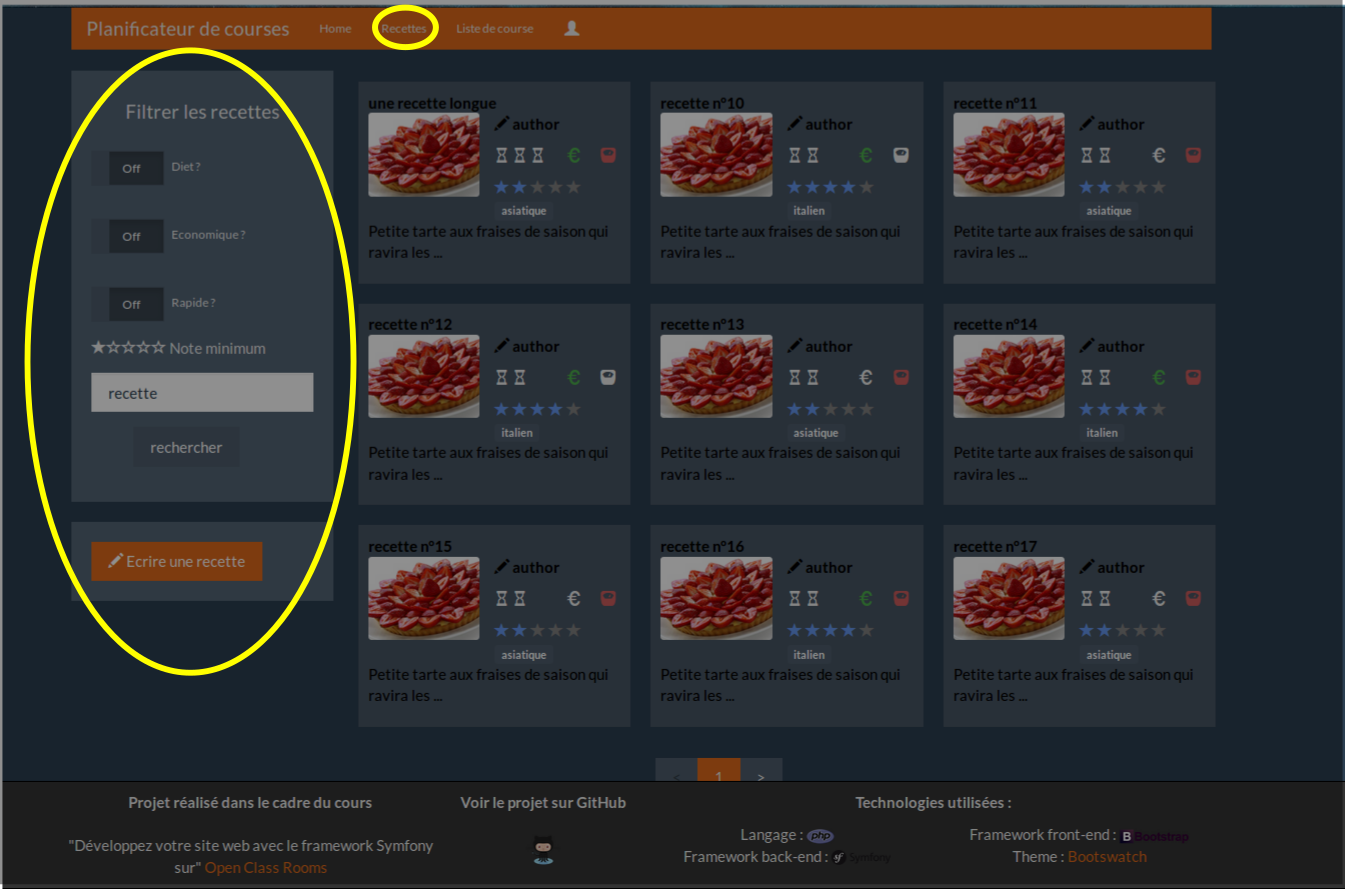 Planificateur de courses Home Recettes Liste de course
Filtrer les recettes
Off Diet ?
Off Economique ?
Off Rapide ?
Note minimum
recette
rechercher
Ecrire une recette
une recette longue
author
€
asiatique
Petite tarte aux fraises de saison qui
ravira les ...
recette n°10
author
€
italien
Petite tarte aux fraises de saison qui
ravira les ...
recette n°11
author
€
asiatique
Petite tarte aux fraises de saison qui
ravira les ...
recette n°12
author
€
italien
Petite tarte aux fraises de saison qui
ravira les ...
recette n°13
author
€
asiatique
Petite tarte aux fraises de saison qui
ravira les ...
recette n°14
author
€
italien
Petite tarte aux fraises de saison qui
ravira les ...
recette n°15
author
€
asiatique
Petite tarte aux fraises de saison qui
ravira les ...
recette n°16
author
€
italien
Petite tarte aux fraises de saison qui
ravira les ...
recette n°17
author
€
asiatique
Petite tarte aux fraises de saison qui
ravira les ...
< 1 >
Projet réalisé dans le cadre du cours
"Développez votre site web avec le framework Symfony
sur" Open Class Rooms
Voir le projet sur GitHub
Technologies utilisées :
Langage : php
Framework back-end : sf Symfony
Framework front-end : B Bootstrap
Theme : Bootswatch